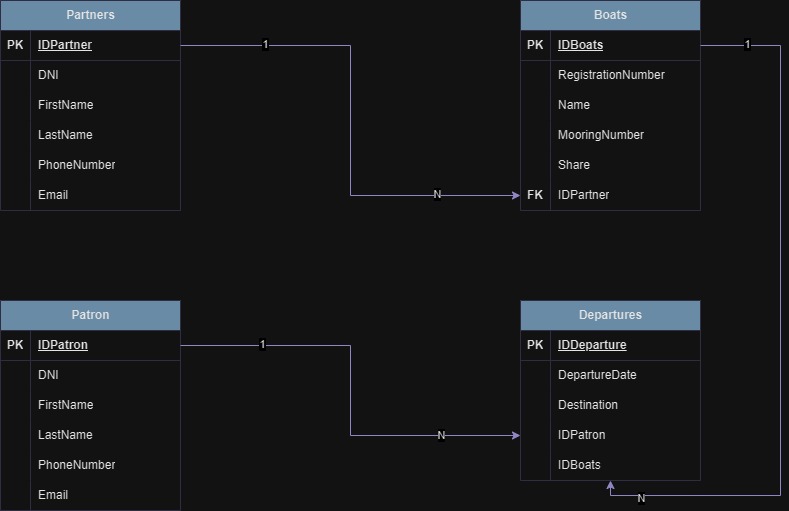 Partners
PK IDPartner
DNI
FirstName
LastName
PhoneNumber
Email
1
N
Boats
PK IDBoats
RegistrationNumber
Name
MooringNumber
Share
FK IDPartner
1
Patron
PK IDPatron
DNI
FirstName
LastName
PhoneNumber
Email
1
N
Departures
PK IDDeparture
DepartureDate
Destination
IDPatron
IDBoats
N